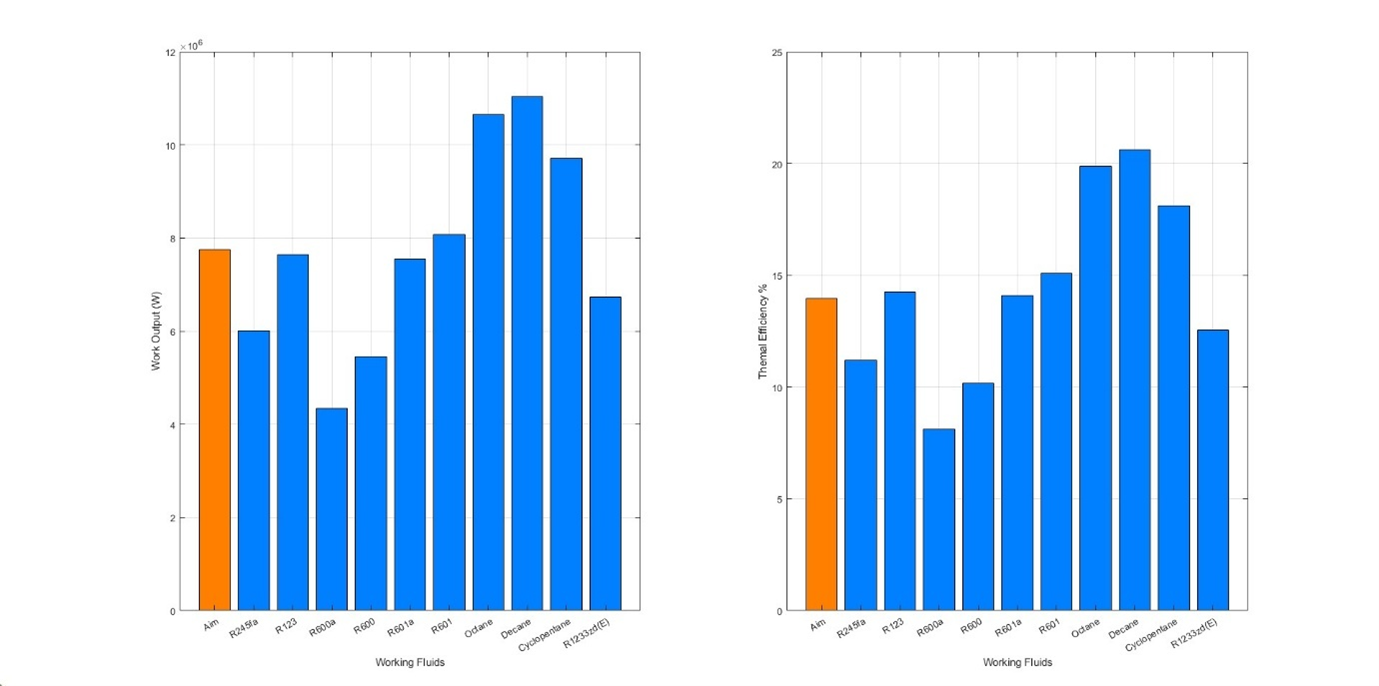 ×10⁶
12
10
8
6
4
2
0
Work Output (W)
Aim
R245fa
R123
R600a
R600
R601a
R601
Octane
Decane
Cyclopentane
R1233zd(E)
Working Fluids
25
20
15
10
5
0
Themal Efficiency %
Aim
R245fa
R123
R600a
R600
R601a
R601
Octane
Decane
Cyclopentane
R1233zd(E)
Working Fluids